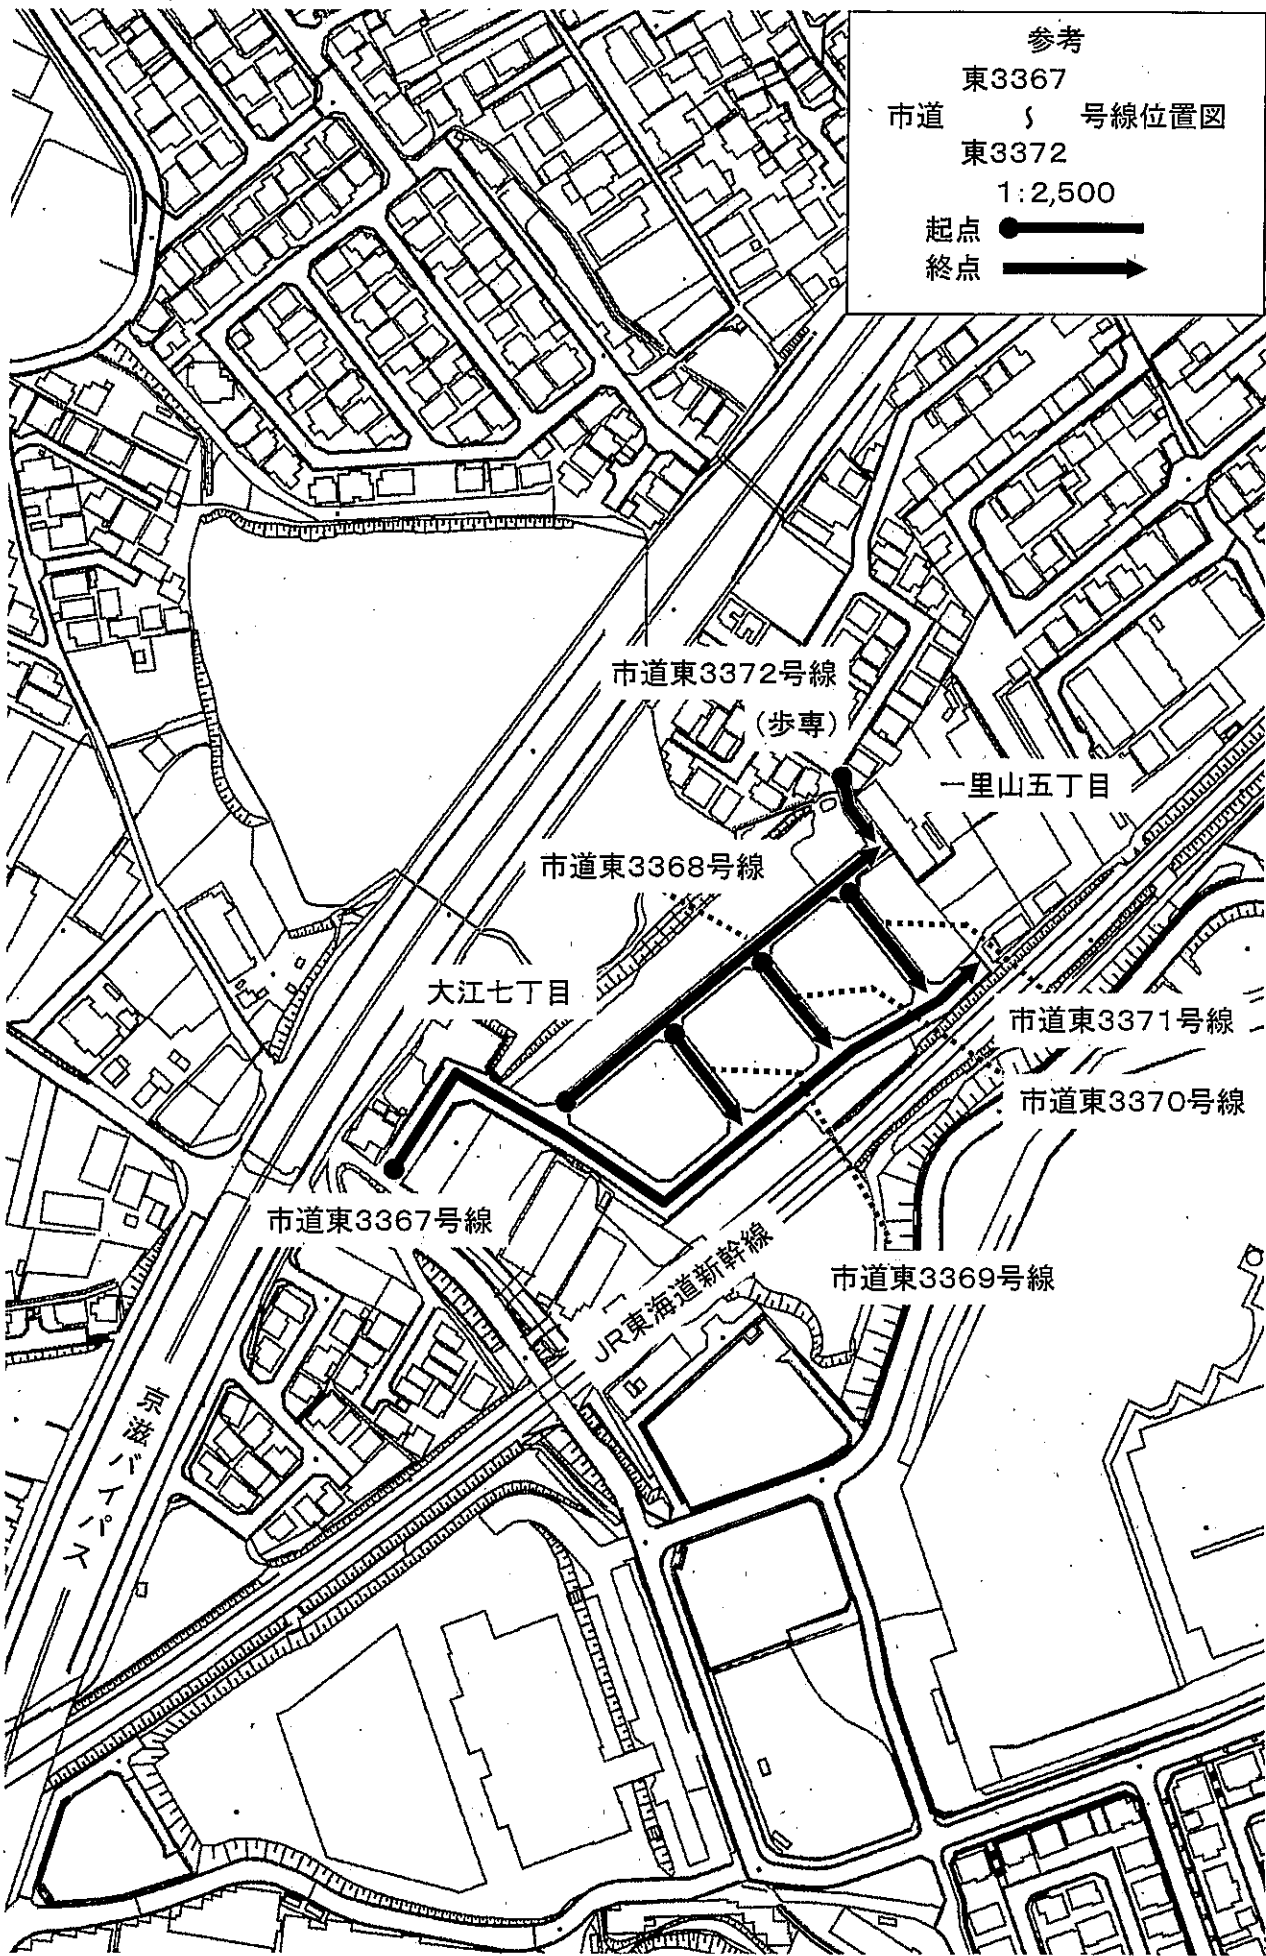 参考
東3367
市道 〜 号線位置図
東3372
1:2,500
起点
終点
市道東3372号線
(歩専)
一里山五丁目
市道東3368号線
大江七丁目
市道東3371号線
市道東3370号線
市道東3367号線
市道東3369号線
JR東海道新幹線
京滋バイパス